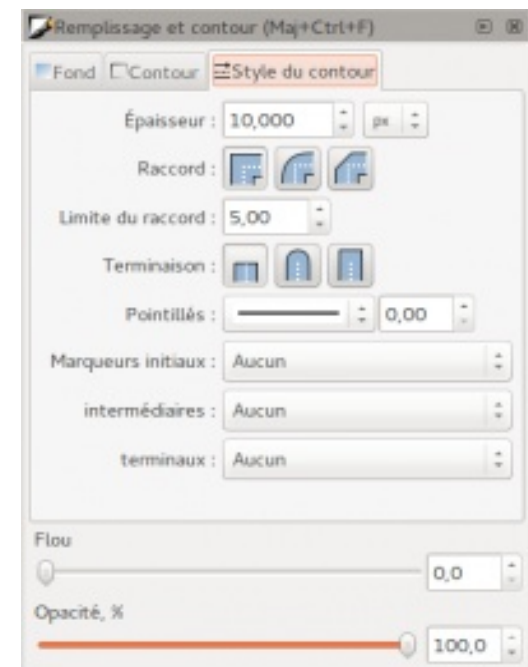 Remplissage et contour (Maj+Ctrl+F)
Fond Contour Style du contour
Épaisseur : 10,000 px
Raccord :
Limite du raccord : 5,00
Terminaison :
Pointillés : 0,00
Marqueurs initiaux : Aucun
intermédiaires : Aucun
terminaux : Aucun
Flou
0,0
Opacité, %
100,0